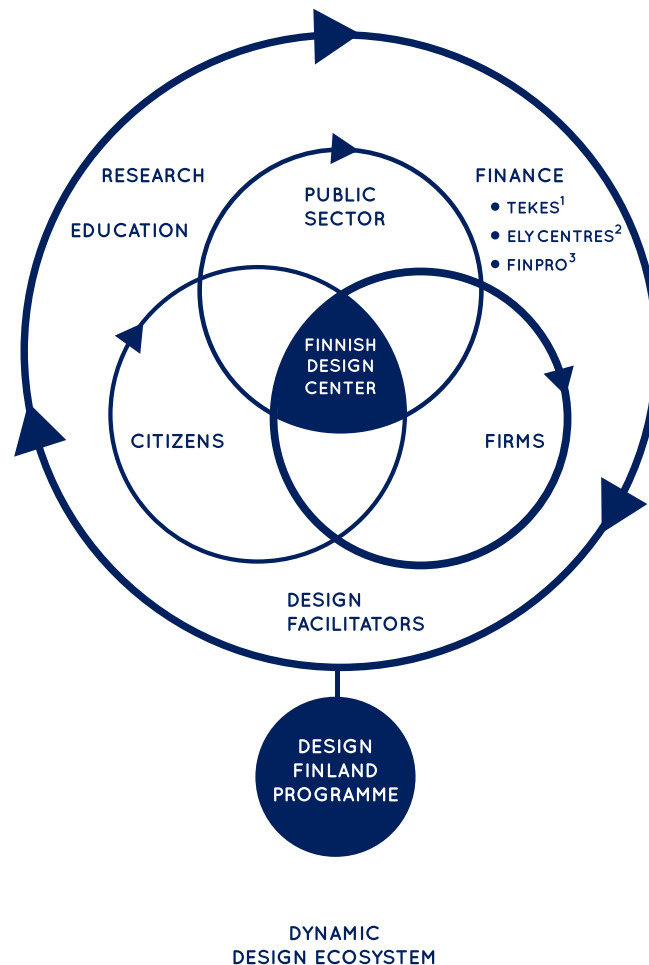 RESEARCH
EDUCATION
PUBLIC
SECTOR
FINANCE
• TEKES¹
• ELY CENTRES²
• FINPRO³
FINNISH
DESIGN
CENTER
CITIZENS
FIRMS
DESIGN
FACILITATORS
DESIGN
FINLAND
PROGRAMME
DYNAMIC
DESIGN ECOSYSTEM